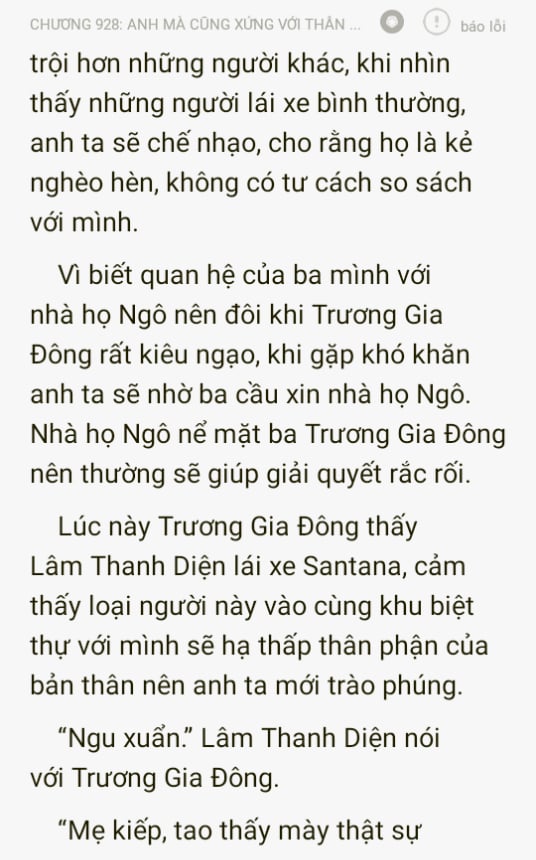 CHƯƠNG 928: ANH MÀ CŨNG XỨNG VỚI THÂN ... báo lỗi
trội hơn những người khác, khi nhìn
thấy những người lái xe bình thường,
anh ta sẽ chế nhạo, cho rằng họ là kẻ
nghèo hèn, không có tư cách so sách
với mình.
Vì biết quan hệ của ba mình với
nhà họ Ngô nên đôi khi Trương Gia
Đông rất kiêu ngạo, khi gặp khó khăn
anh ta sẽ nhờ ba cầu xin nhà họ Ngô.
Nhà họ Ngô nể mặt ba Trương Gia Đông
nên thường sẽ giúp giải quyết rắc rối.
Lúc này Trương Gia Đông thấy
Lâm Thanh Diện lái xe Santana, cảm
thấy loại người này vào cùng khu biệt
thự với mình sẽ hạ thấp thân phận của
bản thân nên anh ta mới trào phúng.
“Ngu xuẩn.” Lâm Thanh Diện nói
với Trương Gia Đông.
“Mẹ kiếp, tao thấy mày thật sự